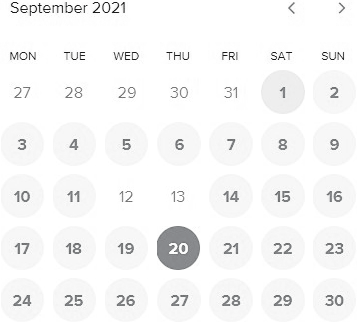 September 2021
MON TUE WED THU FRI SAT SUN
27 28 29 30 31 1 2
3 4 5 6 7 8 9
10 11 12 13 14 15 16
17 18 19 20 21 22 23
24 25 26 27 28 29 30